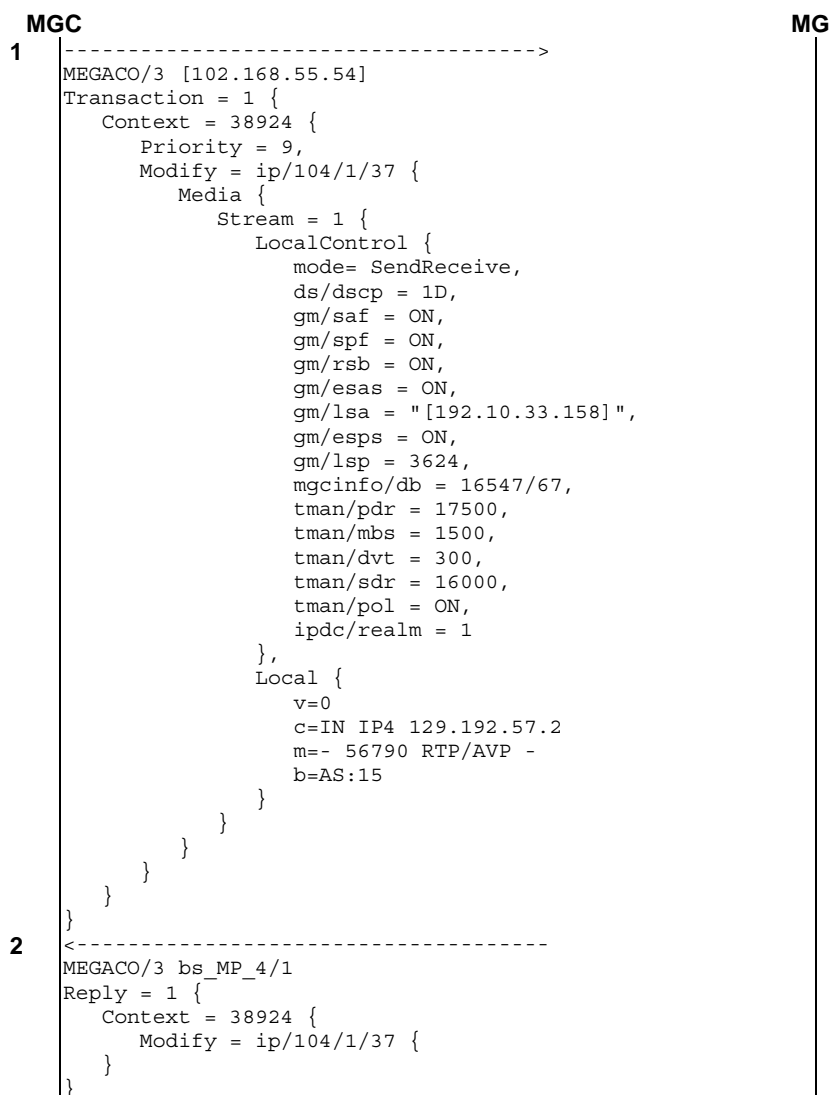 MGC MG
1 ------------------------------------->
MEGACO/3 [102.168.55.54]
Transaction = 1 {
   Context = 38924 {
      Priority = 9,
      Modify = ip/104/1/37 {
         Media {
            Stream = 1 {
               LocalControl {
                  mode= SendReceive,
                  ds/dscp = 1D,
                  gm/saf = ON,
                  gm/spf = ON,
                  gm/rsb = ON,
                  gm/esas = ON,
                  gm/lsa = "[192.10.33.158]",
                  gm/esps = ON,
                  gm/lsp = 3624,
                  mgcinfo/db = 16547/67,
                  tman/pdr = 17500,
                  tman/mbs = 1500,
                  tman/dvt = 300,
                  tman/sdr = 16000,
                  tman/pol = ON,
                  ipdc/realm = 1
               },
               Local {
                  v=0
                  c=IN IP4 129.192.57.2
                  m=- 56790 RTP/AVP -
                  b=AS:15
               }
            }
         }
      }
   }
}
2 <-------------------------------------
MEGACO/3 bs_MP_4/1
Reply = 1 {
   Context = 38924 {
      Modify = ip/104/1/37 {
   }
}